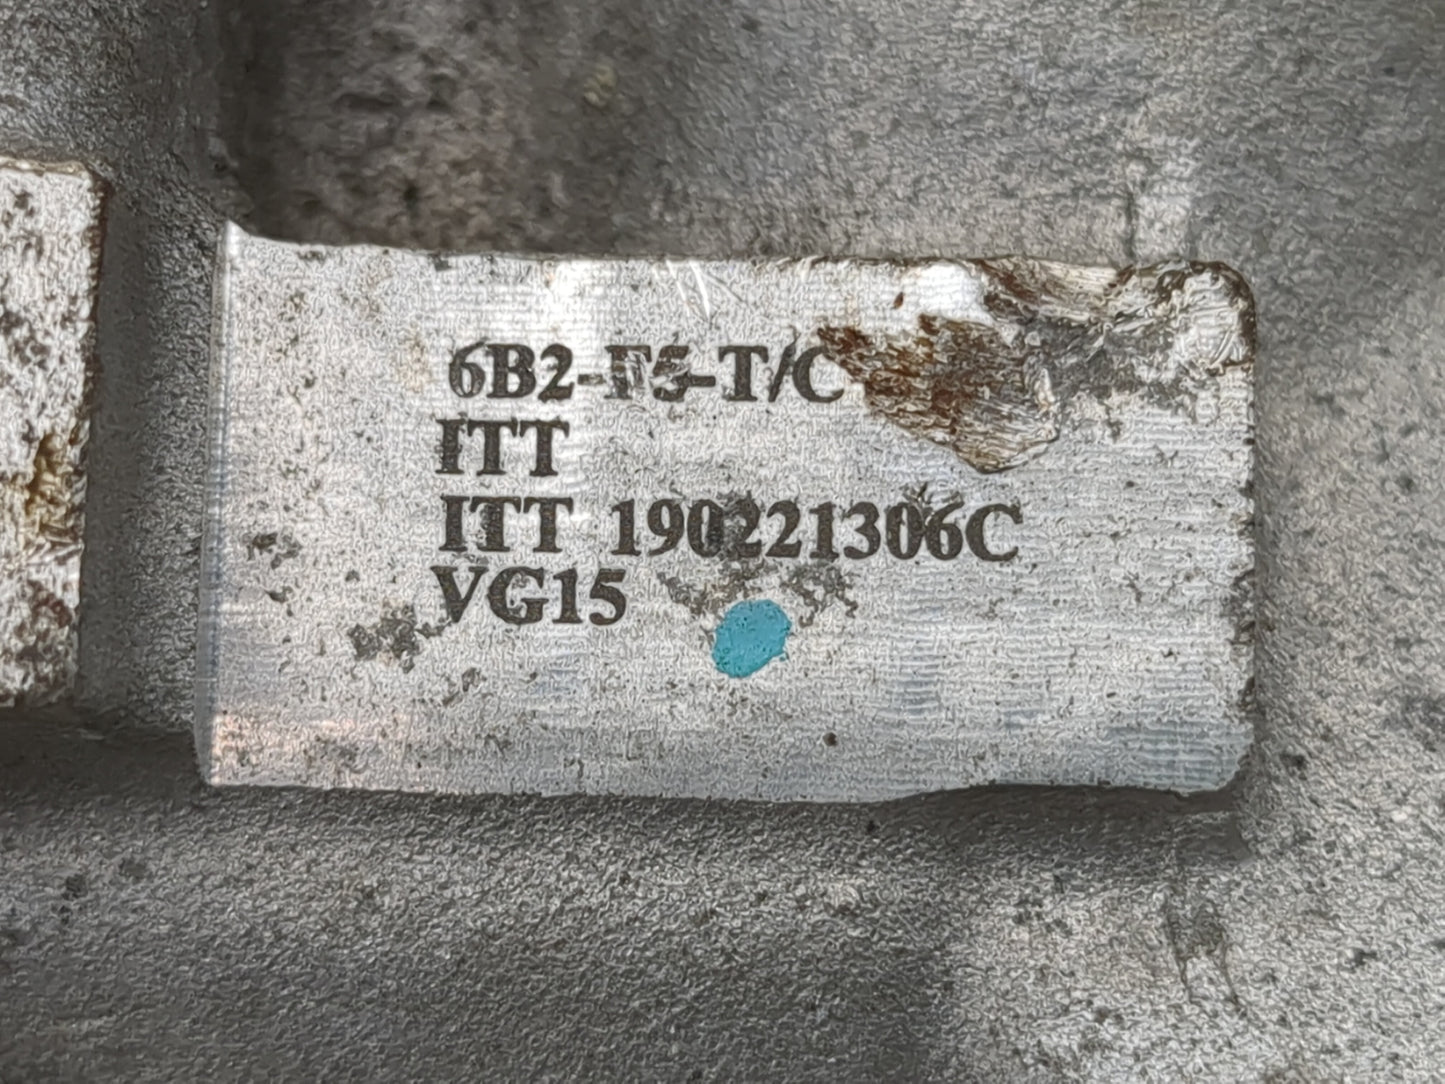 6B2-F5-T/C
ITT
ITT 190221306C
VG15